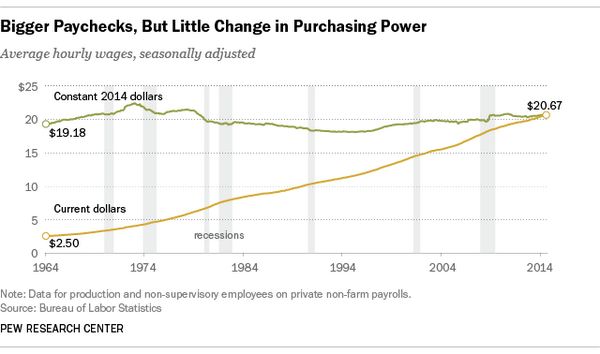 Bigger Paychecks, But Little Change in Purchasing Power
Average hourly wages, seasonally adjusted
$25
Constant 2014 dollars
$20.67
20
$19.18
15
10
Current dollars
5
$2.50
recessions
0
1964 1974 1984 1994 2004 2014
Note: Data for production and non-supervisory employees on private non-farm payrolls.
Source: Bureau of Labor Statistics
PEW RESEARCH CENTER